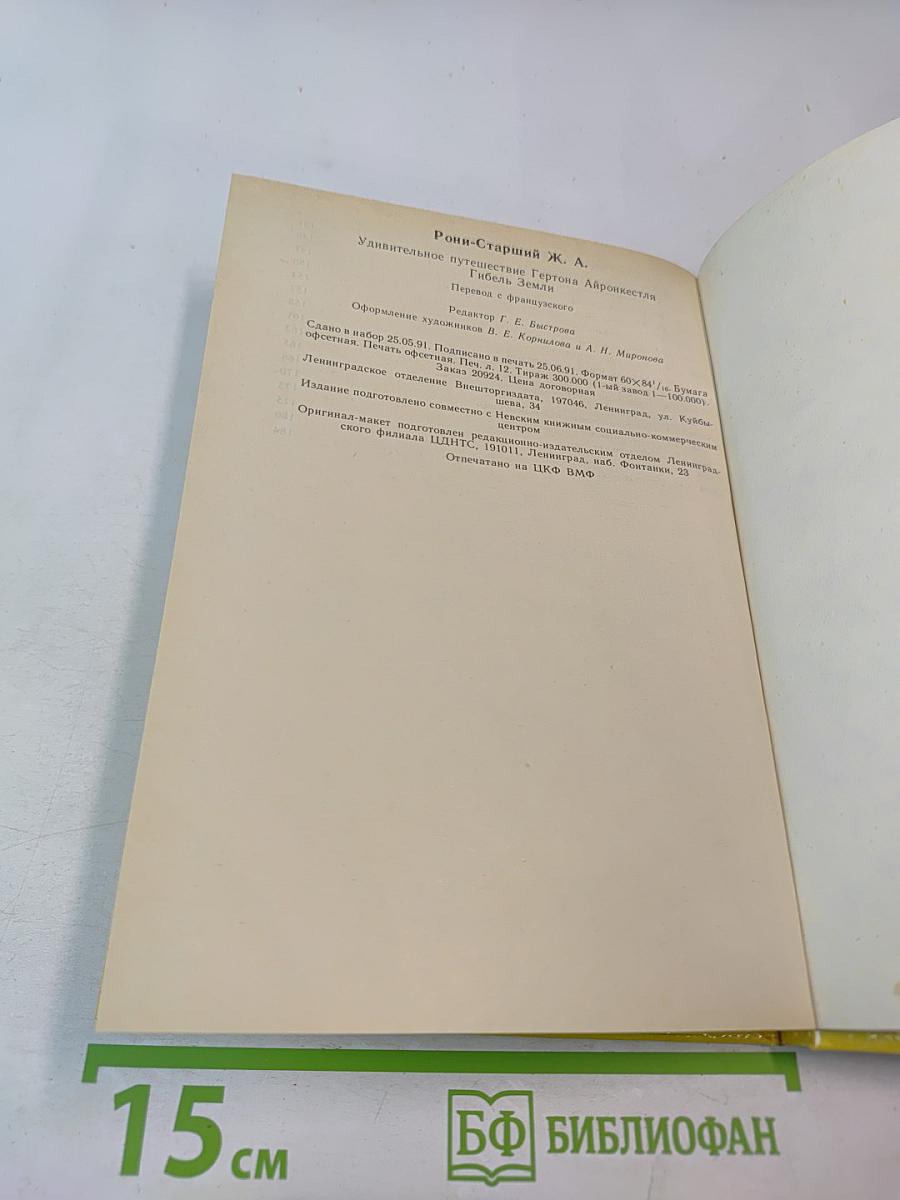 Рони-Старший Ж. А.
Удивительное путешествие Гертона Айронкестля
Гибель Земли
Перевод с французского
Редактор Г. Е. Быстрова
Оформление художников В. Е. Корнилова и А. Н. Миронова
Сдано в набор 25.05.91. Подписано в печать 25.06.91. Формат 60×84¹/₁₆. Бумага
офсетная. Печать офсетная. Печ. л. 12. Тираж 300.000 (1-ый завод 1—100.000).
Заказ 20924. Цена договорная
Ленинградское отделение Внешторгиздата, 197046, Ленинград, ул. Куйбы-
шева, 34
Издание подготовлено совместно с Невским книжным социально-коммерческим
центром
Оригинал-макет подготовлен редакционно-издательским отделом Ленинград-
ского филиала ЦДНТС, 191011, Ленинград, наб. Фонтанки, 23
Отпечатано на ЦКФ ВМФ
15 см
БФ БИБЛИОФАН